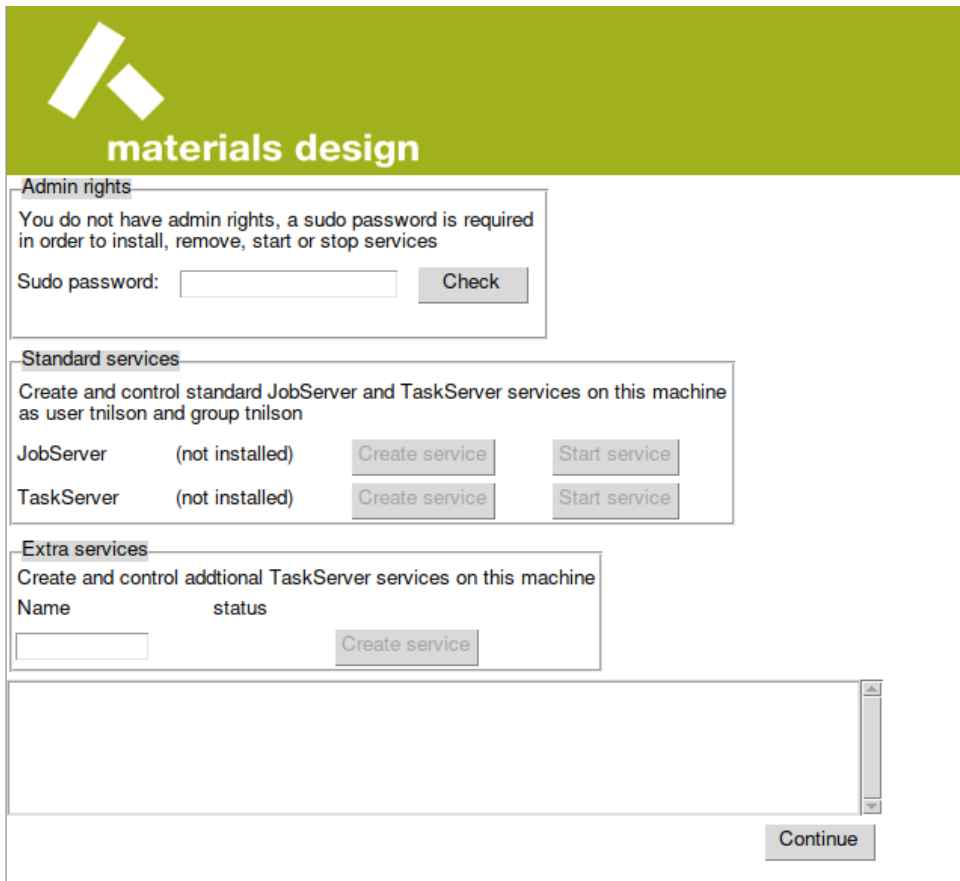 materials design
Admin rights
You do not have admin rights, a sudo password is required
in order to install, remove, start or stop services
Sudo password: Check
Standard services
Create and control standard JobServer and TaskServer services on this machine
as user tnilson and group tnilson
JobServer (not installed) Create service Start service
TaskServer (not installed) Create service Start service
Extra services
Create and control addtional TaskServer services on this machine
Name status
Create service
Continue